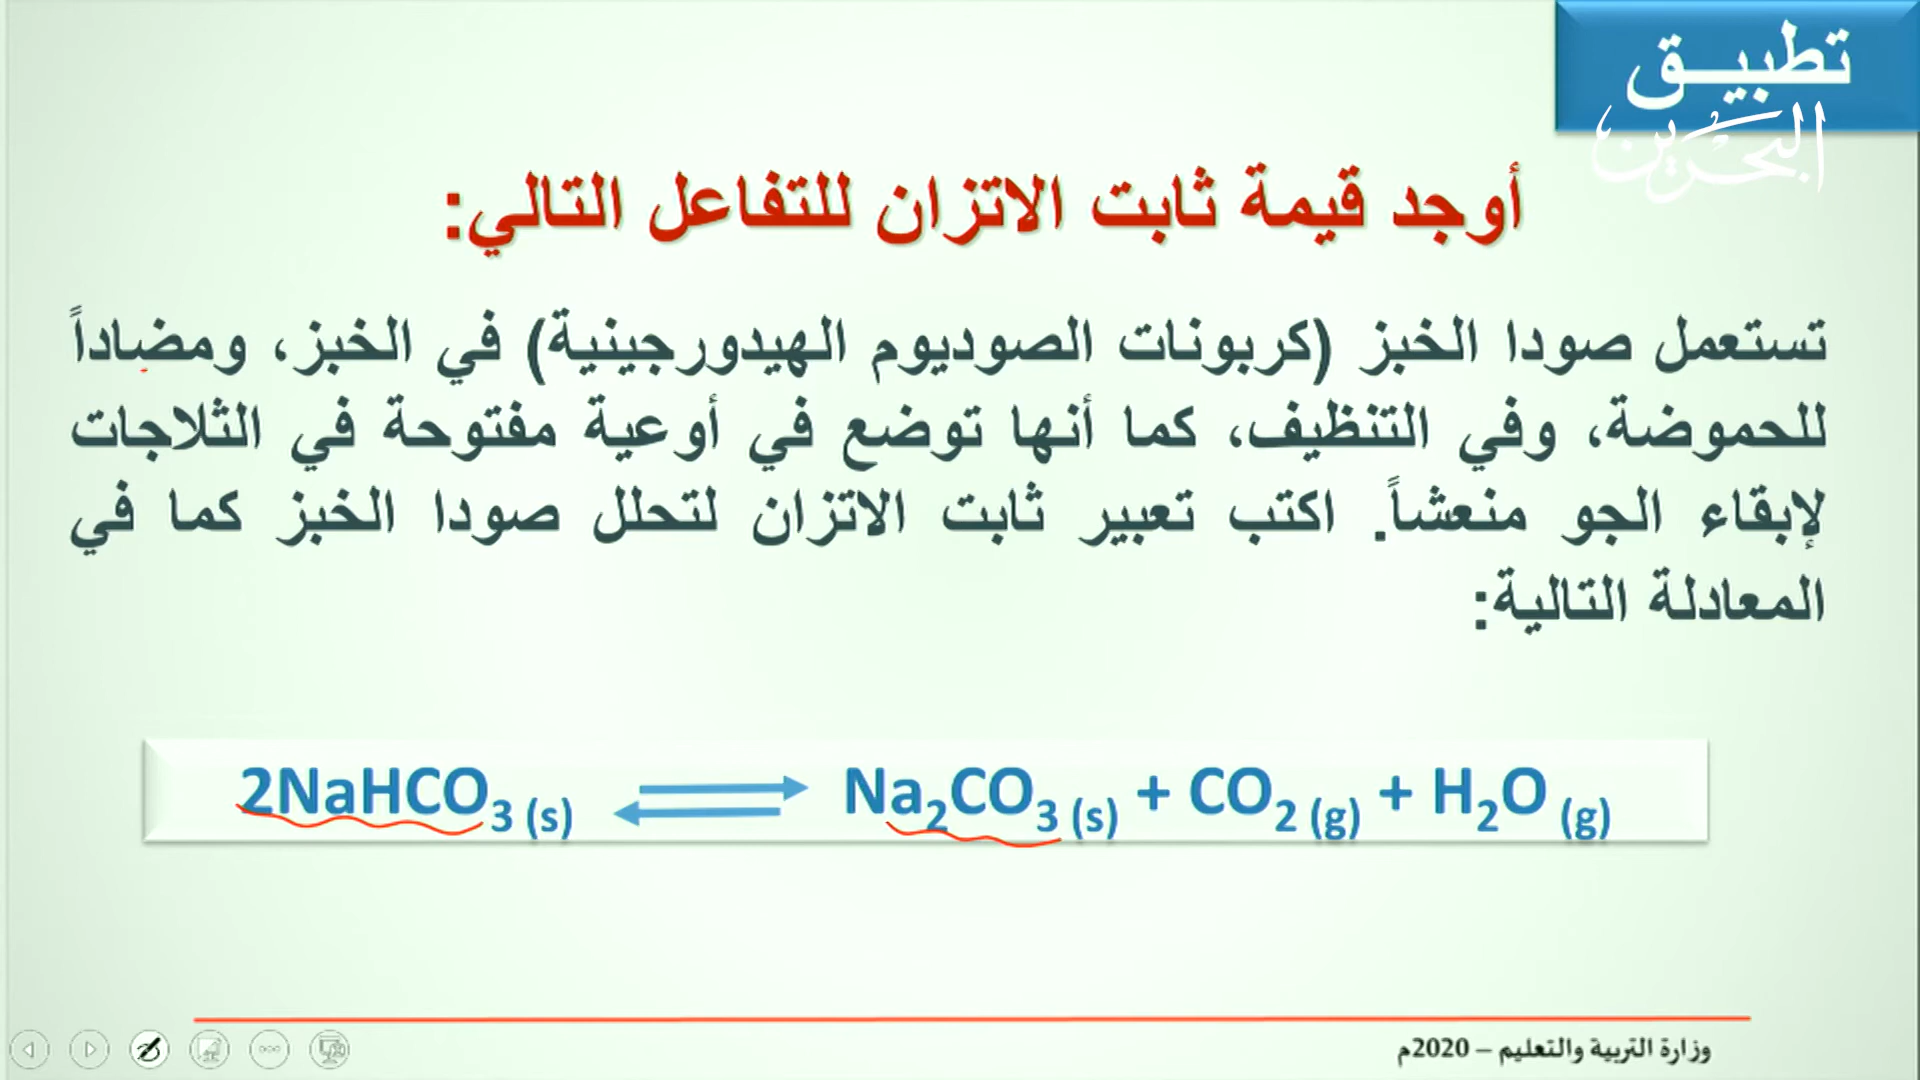 تطبيـــق
البحرين
أوجد قيمة ثابت الاتزان للتفاعل التالي:
تستعمل صودا الخبز (كربونات الصوديوم الهيدورجينية) في الخبز، ومضاداً
للحموضة، وفي التنظيف، كما أنها توضع في أوعية مفتوحة في الثلاجات
لإبقاء الجو منعشاً. اكتب تعبير ثابت الاتزان لتحلل صودا الخبز كما في
المعادلة التالية:
2NaHCO₃ (s) ⇌ Na₂CO₃ (s) + CO₂ (g) + H₂O (g)
وزارة التربية والتعليم – 2020م